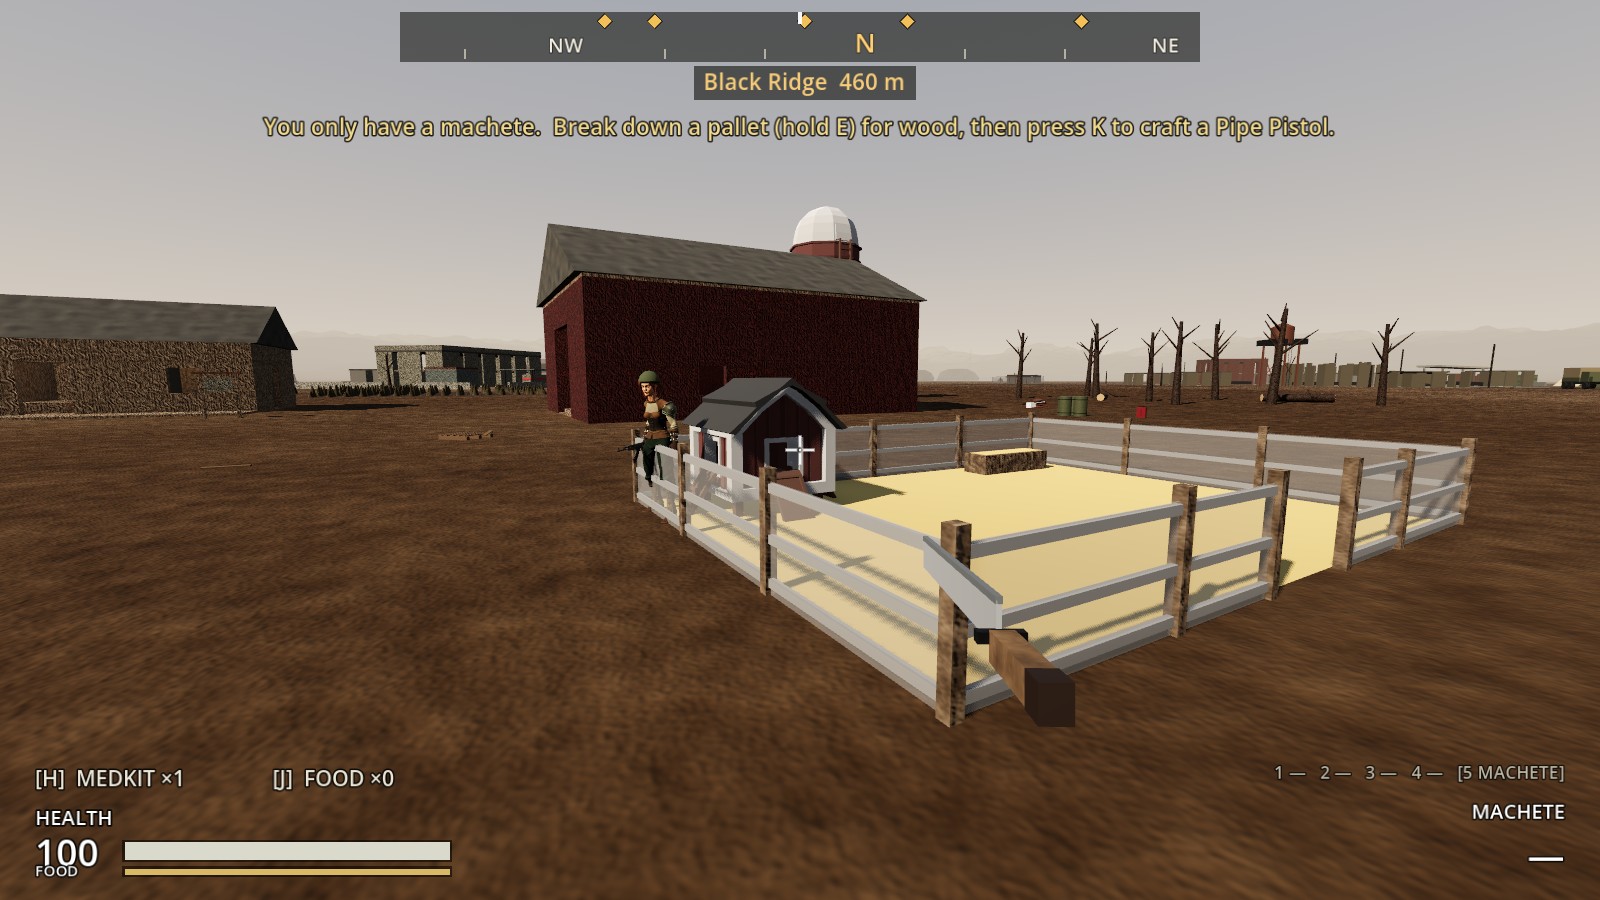 NW N NE
Black Ridge 460 m
You only have a machete. Break down a pallet (hold E) for wood, then press K to craft a Pipe Pistol.
[H] MEDKIT ×1 [J] FOOD ×0
1 — 2 — 3 — 4 — [5 MACHETE]
HEALTH
MACHETE
100
FOOD